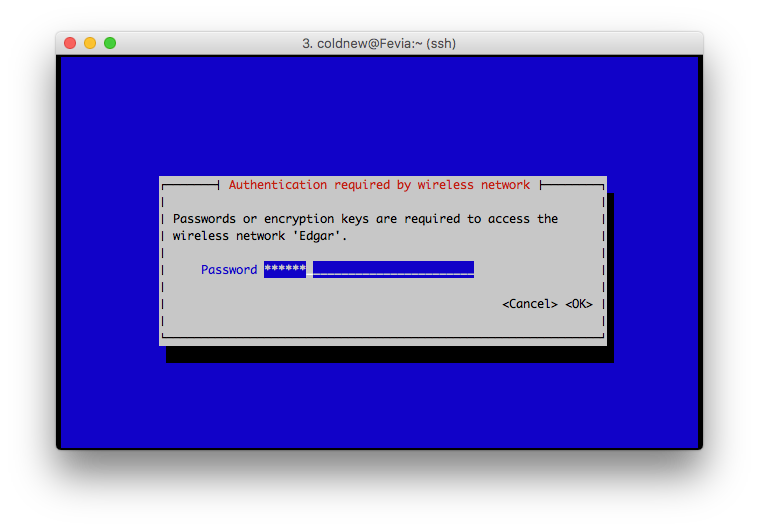 3. coldnew@Fevia:~ (ssh)
Authentication required by wireless network
Passwords or encryption keys are required to access the
wireless network 'Edgar'.
Password ******_______________________
<Cancel> <OK>